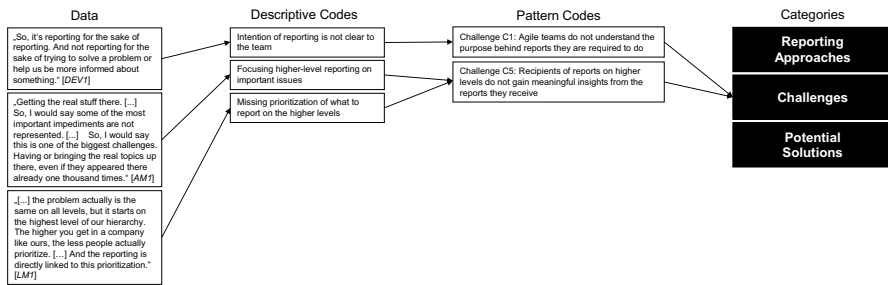 Data
„So, it's reporting for the sake of
reporting. And not reporting for the
sake of trying to solve a problem or
help us be more informed about
something.“ [DEV1]
„Getting the real stuff there. [...]
So, I would say some of the most
important impediments are not
represented. [...] So, I would say
this is one of the biggest challenges.
Having or bringing the real topics up
there, even if they appeared there
already one thousand times.“ [AM1]
„[...] the problem actually is the
same on all levels, but it starts on
the highest level of our hierarchy.
The higher you get in a company
like ours, the less people actually
prioritize. [...] And the reporting is
directly linked to this prioritization.“
[LM1]
Descriptive Codes
Intention of reporting is not clear to
the team
Focusing higher-level reporting on
important issues
Missing prioritization of what to
report on the higher levels
Pattern Codes
Challenge C1: Agile teams do not understand the
purpose behind reports they are required to do
Challenge C5: Recipients of reports on higher
levels do not gain meaningful insights from the
reports they receive
Categories
Reporting
Approaches
Challenges
Potential
Solutions